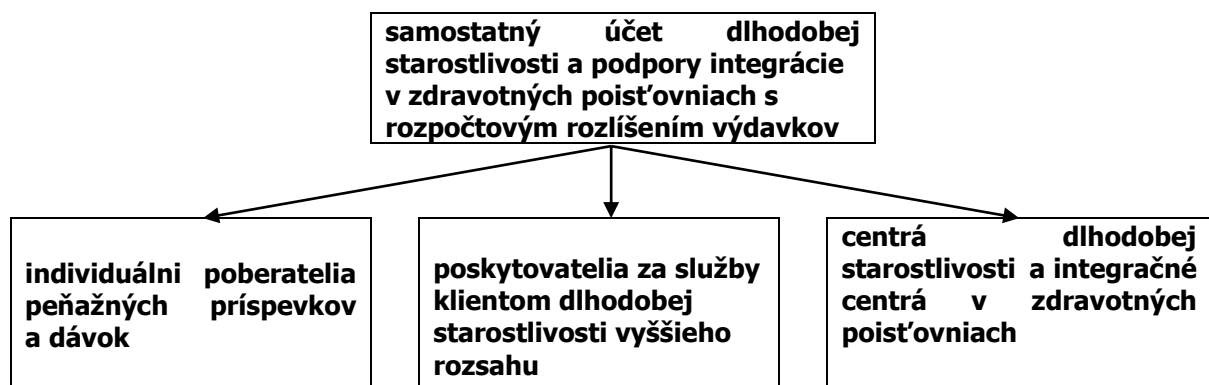 samostatný účet dlhodobej
starostlivosti a podpory integrácie
v zdravotných poisťovniach s
rozpočtovým rozlíšením výdavkov
individuálni poberatelia
peňažných príspevkov
a dávok
poskytovatelia za služby
klientom dlhodobej
starostlivosti vyššieho
rozsahu
centrá dlhodobej
starostlivosti a integračné
centrá v zdravotných
poisťovniach